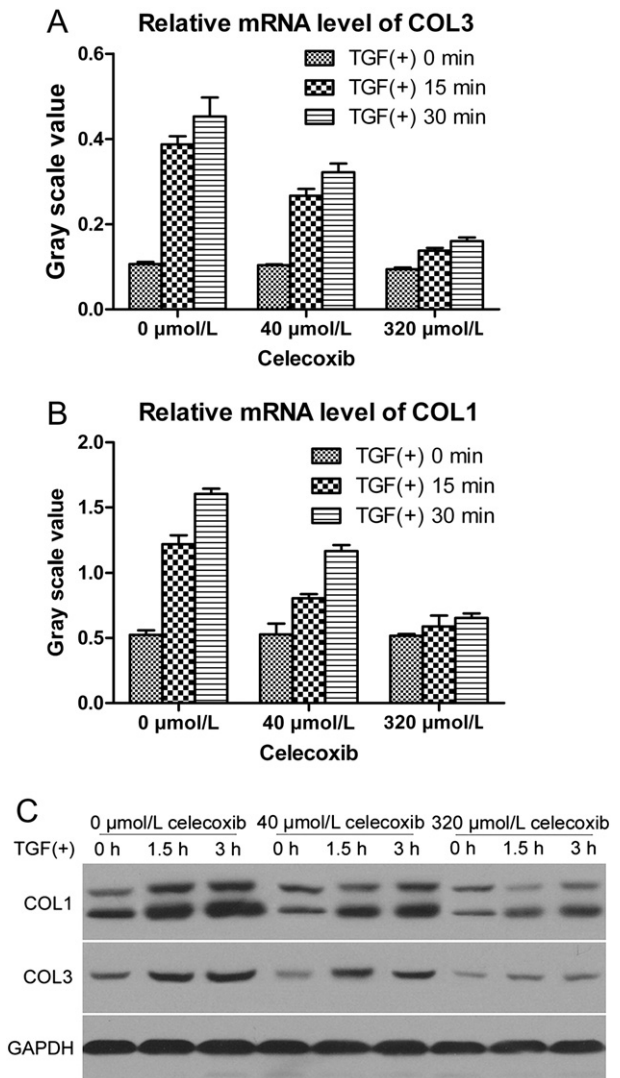 A
Relative mRNA level of COL3
TGF(+) 0 min
TGF(+) 15 min
TGF(+) 30 min
Gray scale value
0.6
0.4
0.2
0.0
0 µmol/L 40 µmol/L 320 µmol/L
Celecoxib
B
Relative mRNA level of COL1
TGF(+) 0 min
TGF(+) 15 min
TGF(+) 30 min
Gray scale value
2.0
1.5
1.0
0.5
0.0
0 µmol/L 40 µmol/L 320 µmol/L
Celecoxib
C
0 µmol/L celecoxib 40 µmol/L celecoxib 320 µmol/L celecoxib
TGF(+) 0 h 1.5 h 3 h 0 h 1.5 h 3 h 0 h 1.5 h 3 h
COL1
COL3
GAPDH